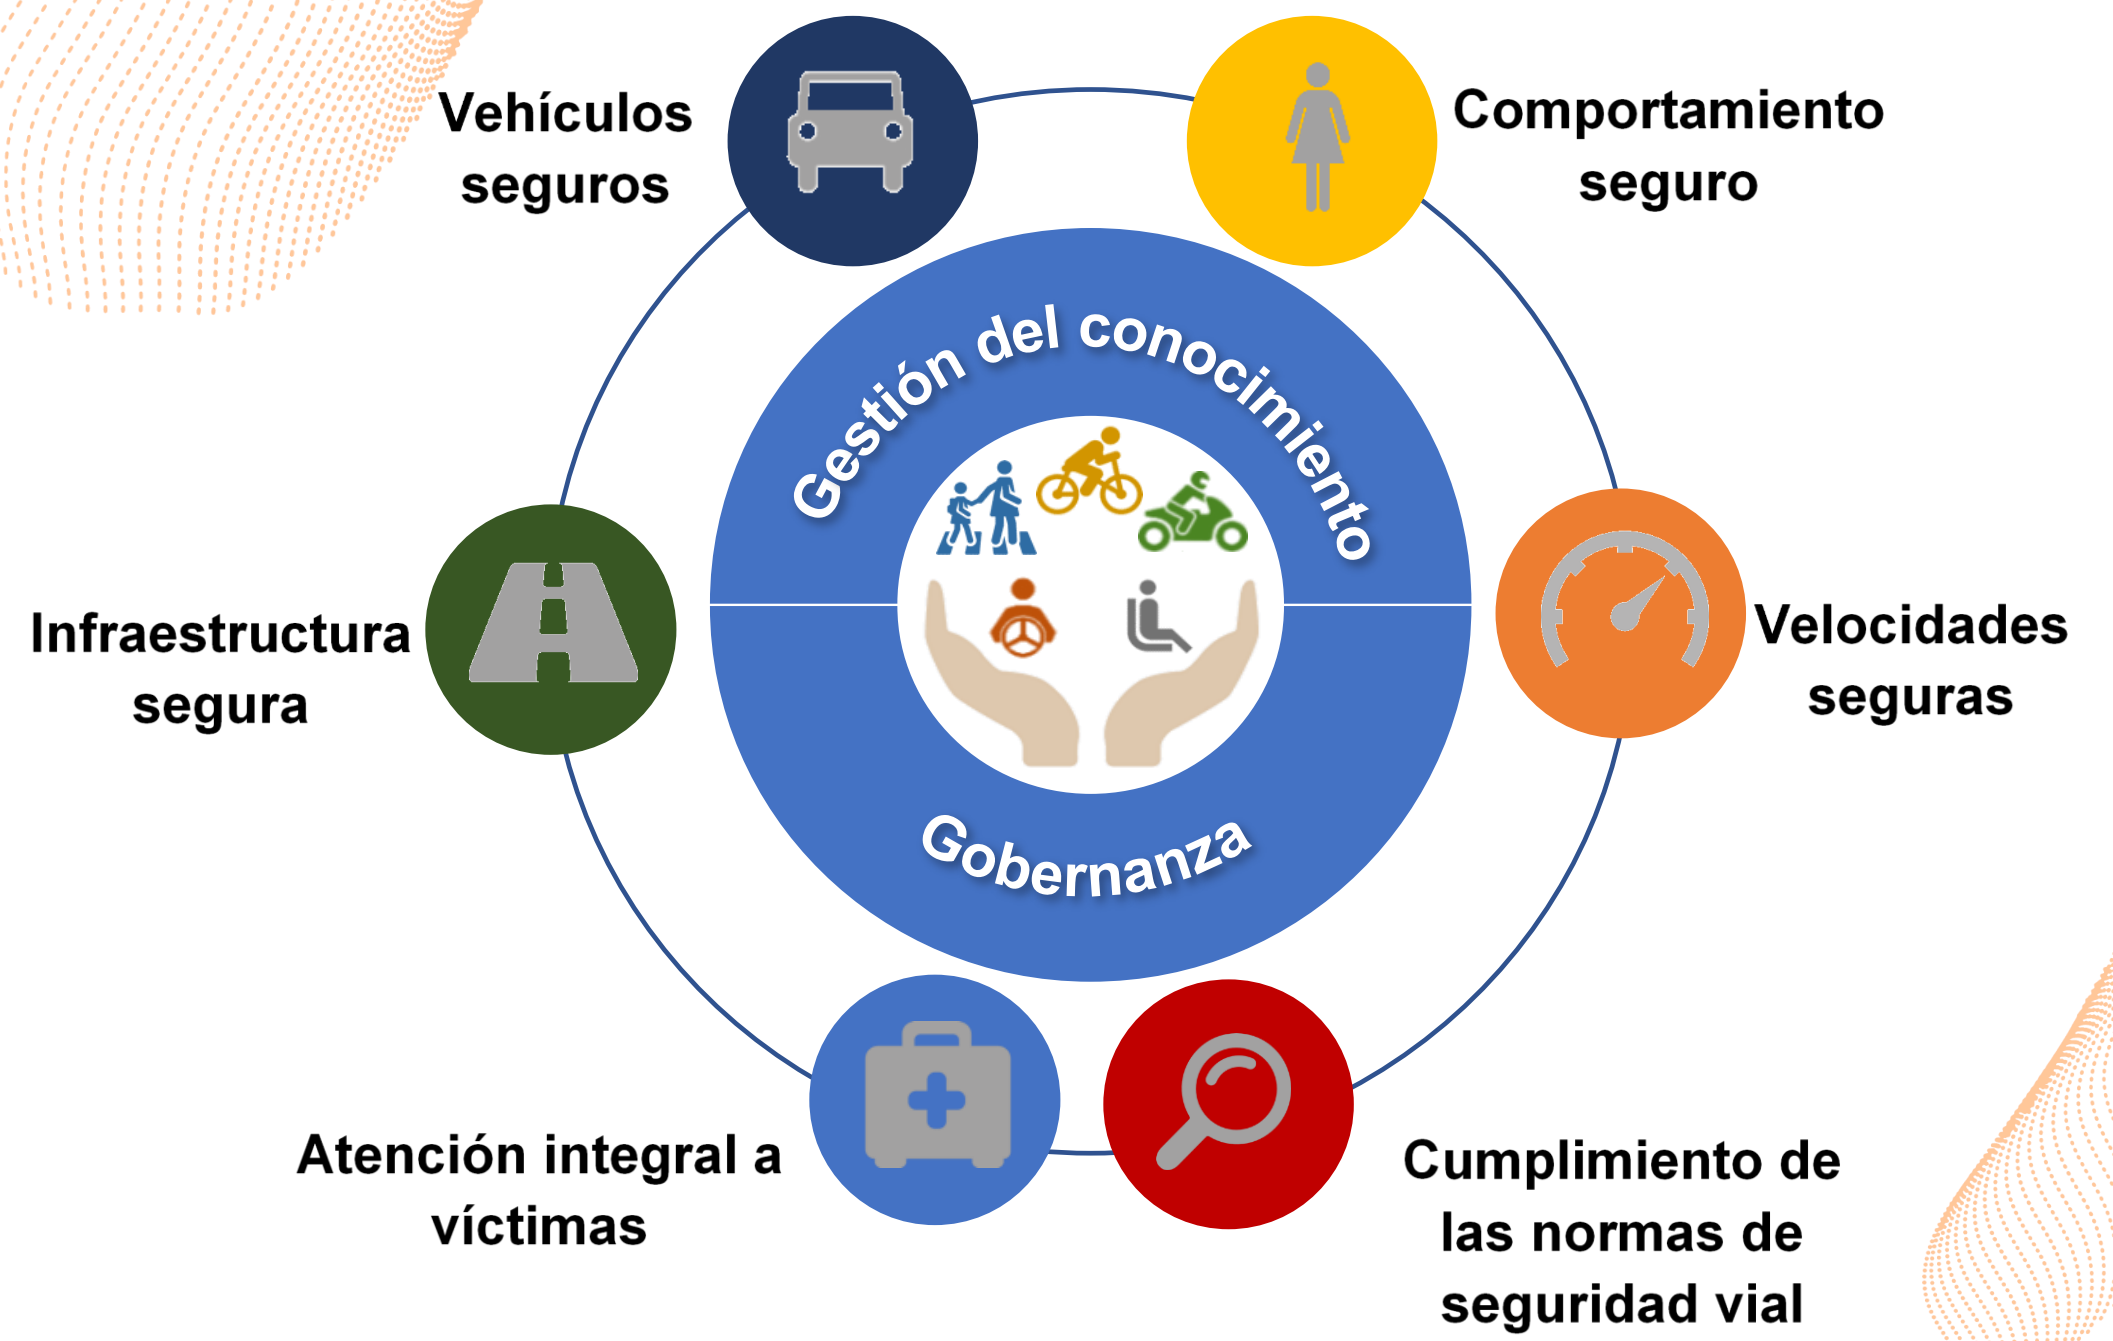 Vehículos
seguros
Comportamiento
seguro
Gestión del conocimiento
Infraestructura
segura
Velocidades
seguras
Gobernanza
Atención integral a
víctimas
Cumplimiento de
las normas de
seguridad vial